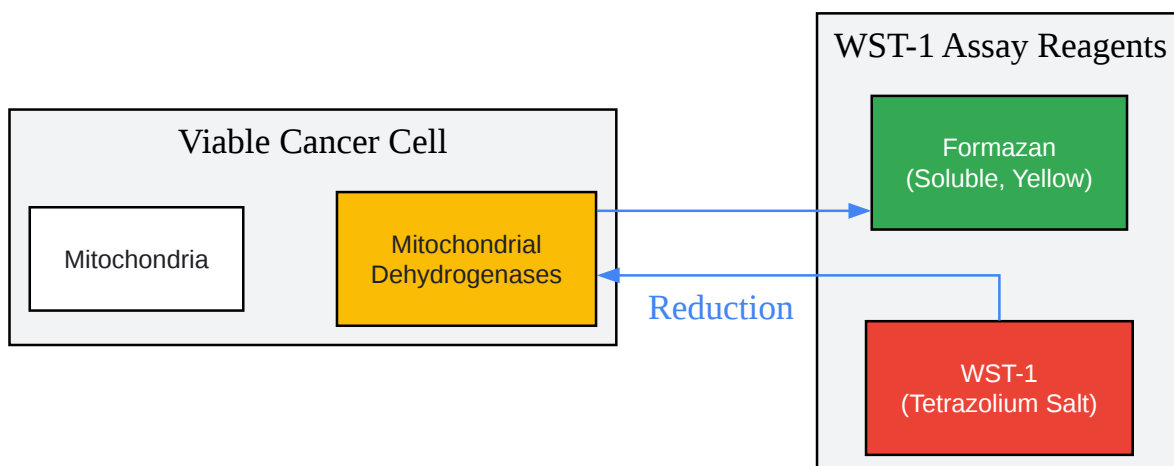 WST-1 Assay Reagents
Viable Cancer Cell
Formazan
(Soluble, Yellow)
Mitochondria
Mitochondrial
Dehydrogenases
Reduction
WST-1
(Tetrazolium Salt)